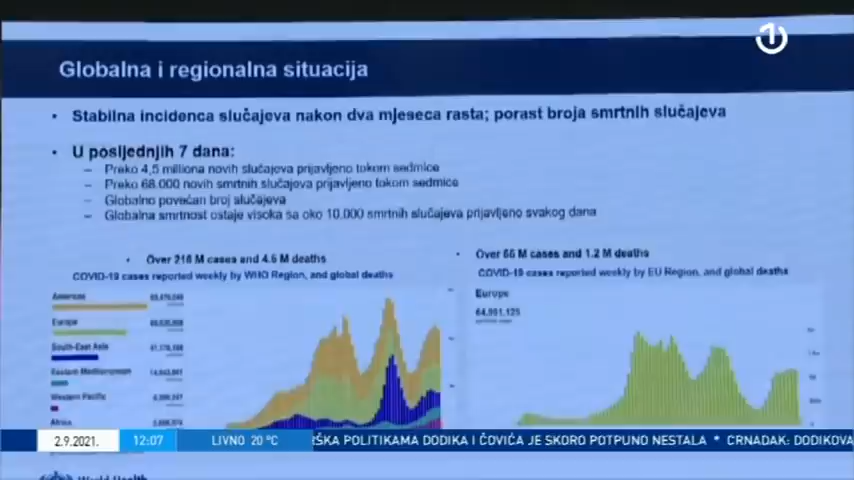 Globalna i regionalna situacija
• Stabilna incidenca slučajeva nakon dva mjeseca rasta; porast broja smrtnih slučajeva
• U posljednjih 7 dana:
– Preko 4,5 miliona novih slučajeva prijavljeno tokom sedmice
– Preko 68.000 novih smrtnih slučajeva prijavljeno tokom sedmice
– Globalno povećan broj slučajeva
– Globalna smrtnost ostaje visoka sa oko 10.000 smrtnih slučajeva prijavljeno svakog dana
• Over 216 M cases and 4.5 M deaths
• Over 65 M cases and 1.2 M deaths
COVID-19 cases reported weekly by WHO Region, and global deaths
COVID-19 cases reported weekly by EU Region, and global deaths
Americas
Europe
South-East Asia
Eastern Mediterranean
Western Pacific
Africa
Europe
64,991,125
2.9.2021. 12:07 LIVNO 20 °C RŠKA POLITIKAMA DODIKA I ČOVIĆA JE SKORO POTPUNO NESTALA * CRNADAK: DODIKOVA
World Health